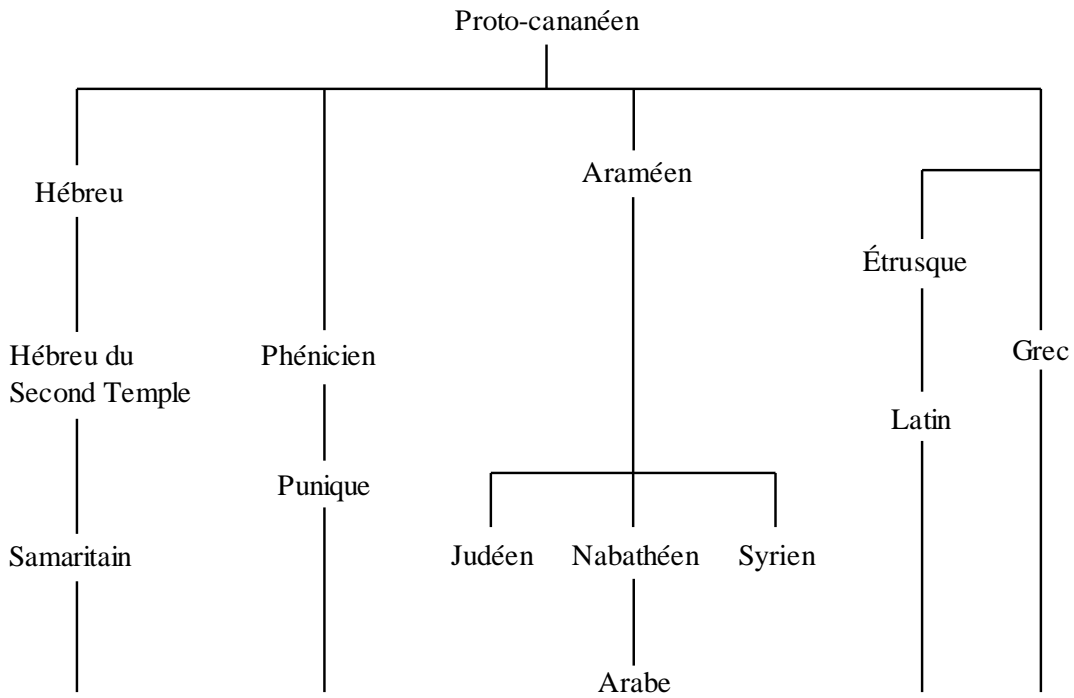 Proto-cananéen
Hébreu
Araméen
Étrusque
Hébreu du
Second Temple
Phénicien
Grec
Latin
Punique
Samaritain
Judéen
Nabathéen
Syrien
Arabe